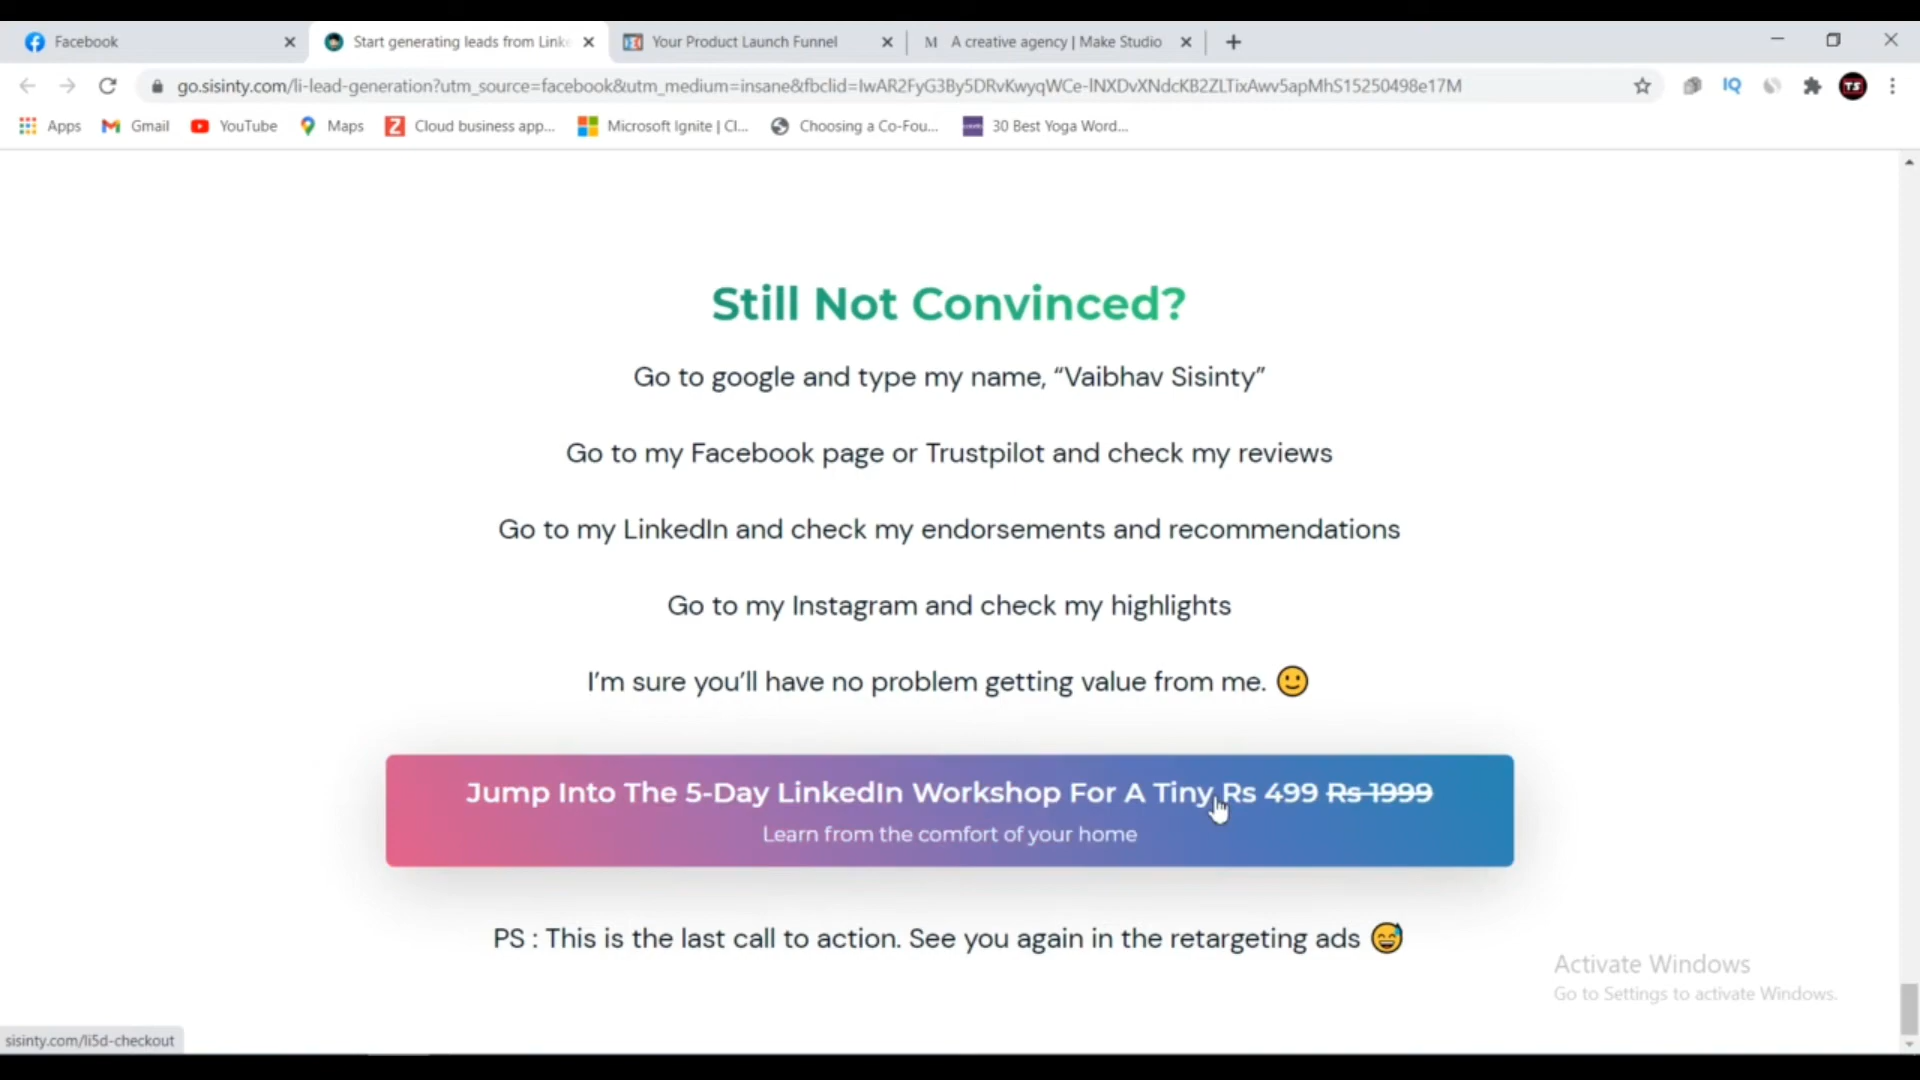 Facebook
Start generating leads from Linke
Your Product Launch Funnel
M A creative agency | Make Studio
go.sisinty.com/li-lead-generation?utm_source=facebook&utm_medium=insane&fbclid=IwAR2FyG3By5DRvKwyqWCe-lNXDvXNdcKB2ZLTixAwv5apMhS15250498e17M
IQ
TS
Apps
Gmail
YouTube
Maps
Z Cloud business app...
Microsoft Ignite | Cl...
Choosing a Co-Fou...
30 Best Yoga Word...
Still Not Convinced?
Go to google and type my name, “Vaibhav Sisinty”
Go to my Facebook page or Trustpilot and check my reviews
Go to my LinkedIn and check my endorsements and recommendations
Go to my Instagram and check my highlights
I’m sure you’ll have no problem getting value from me. 🙂
Jump Into The 5-Day LinkedIn Workshop For A Tiny Rs 499 Rs 1999
Learn from the comfort of your home
PS : This is the last call to action. See you again in the retargeting ads 😅
Activate Windows
Go to Settings to activate Windows.
sisinty.com/li5d-checkout